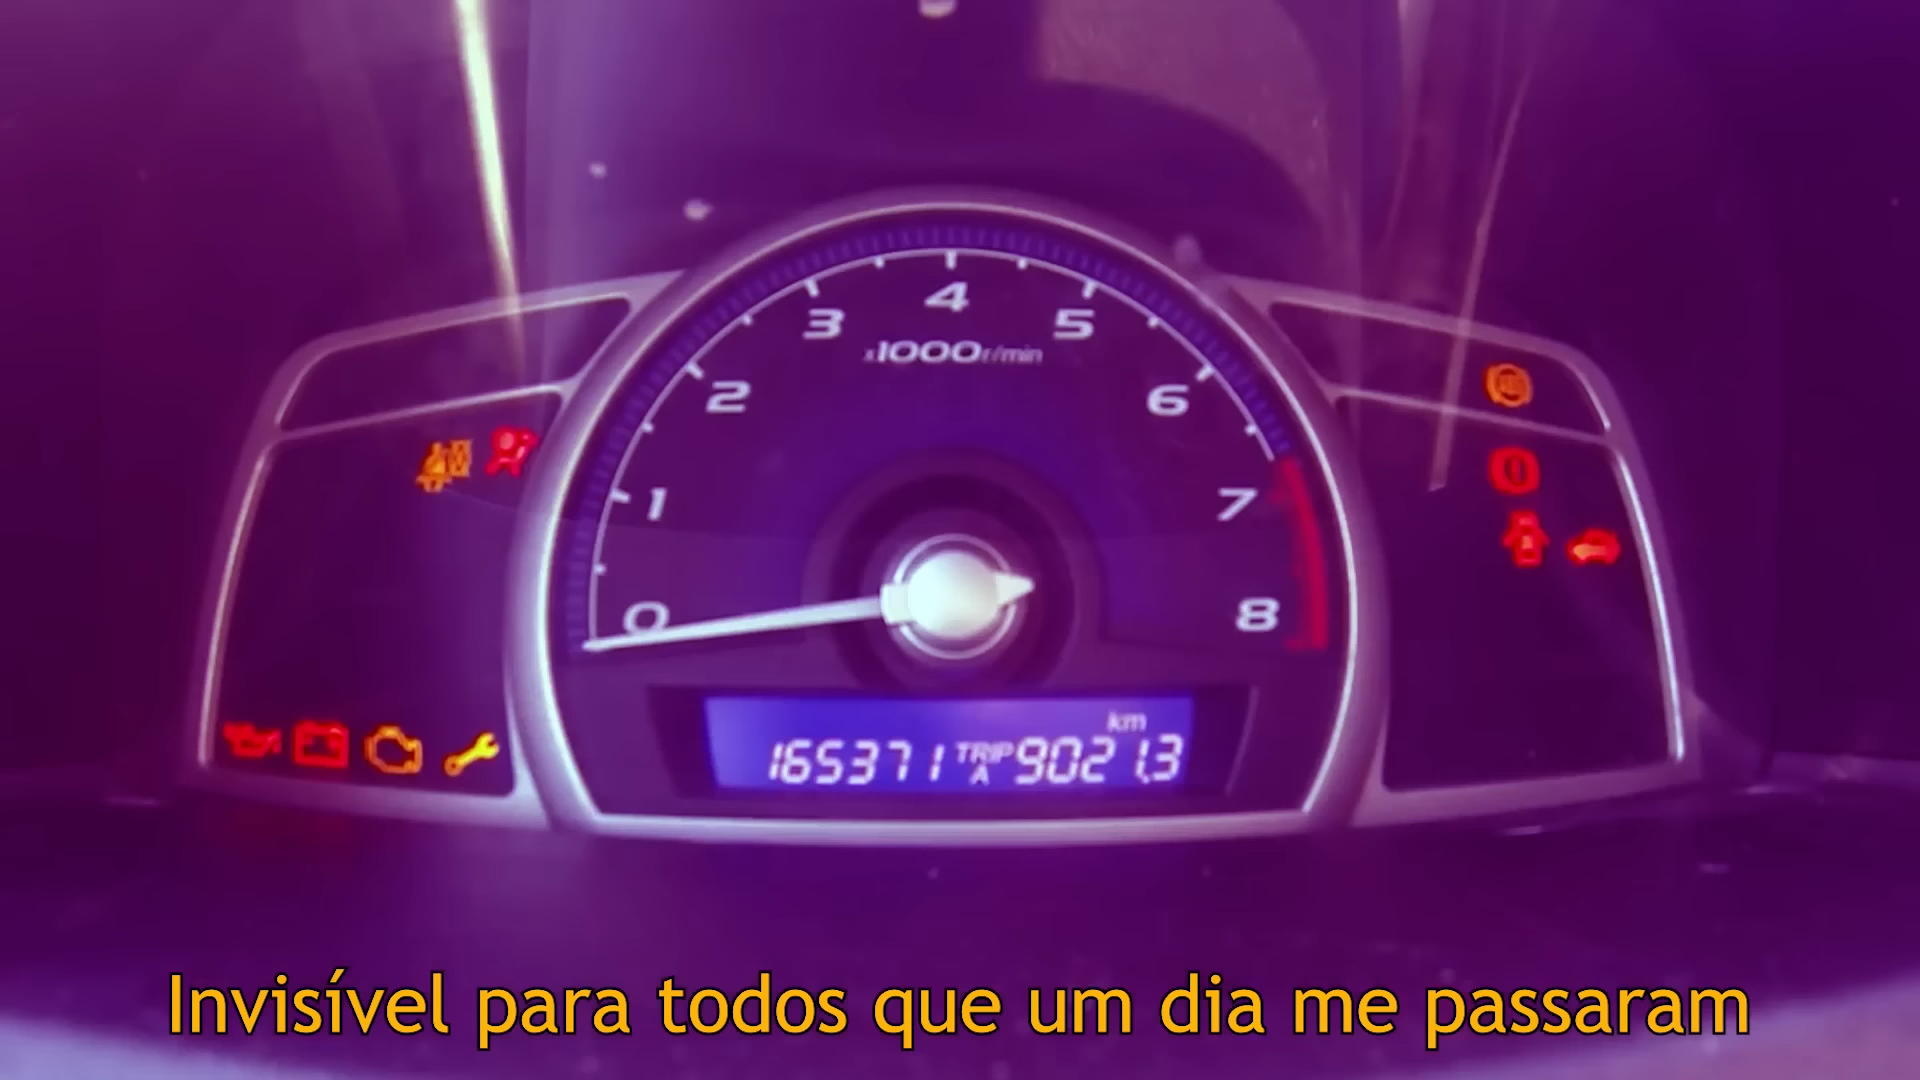 4
3 5
x1000r/min
2 6
1 7
0 8
km
165371 TRIP A 9021.3
Invisível para todos que um dia me passaram